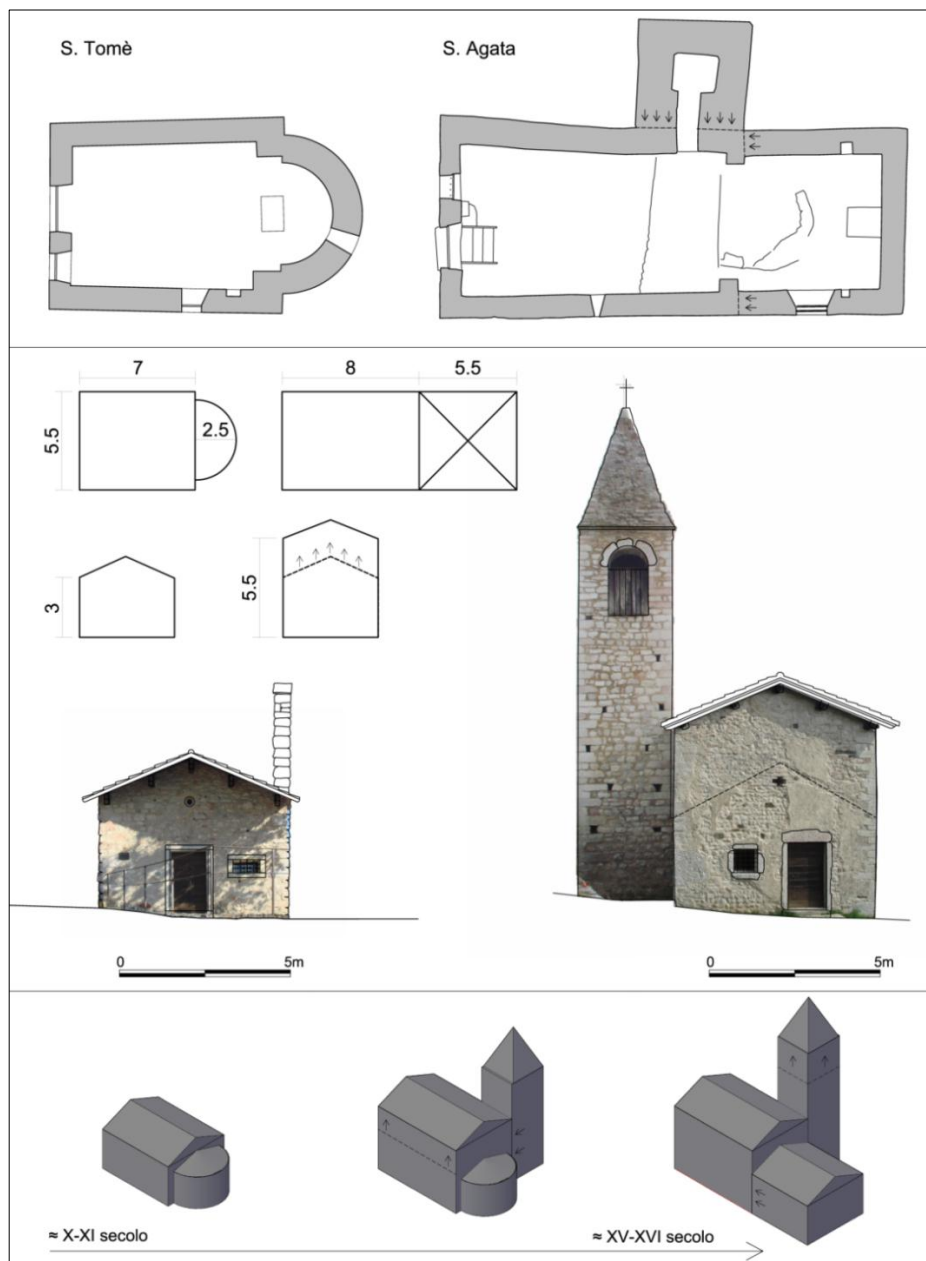 S. Tomè
S. Agata
7
8
5.5
5.5
2.5
3
5.5
0
5m
0
5m
≈ X-XI secolo
≈ XV-XVI secolo